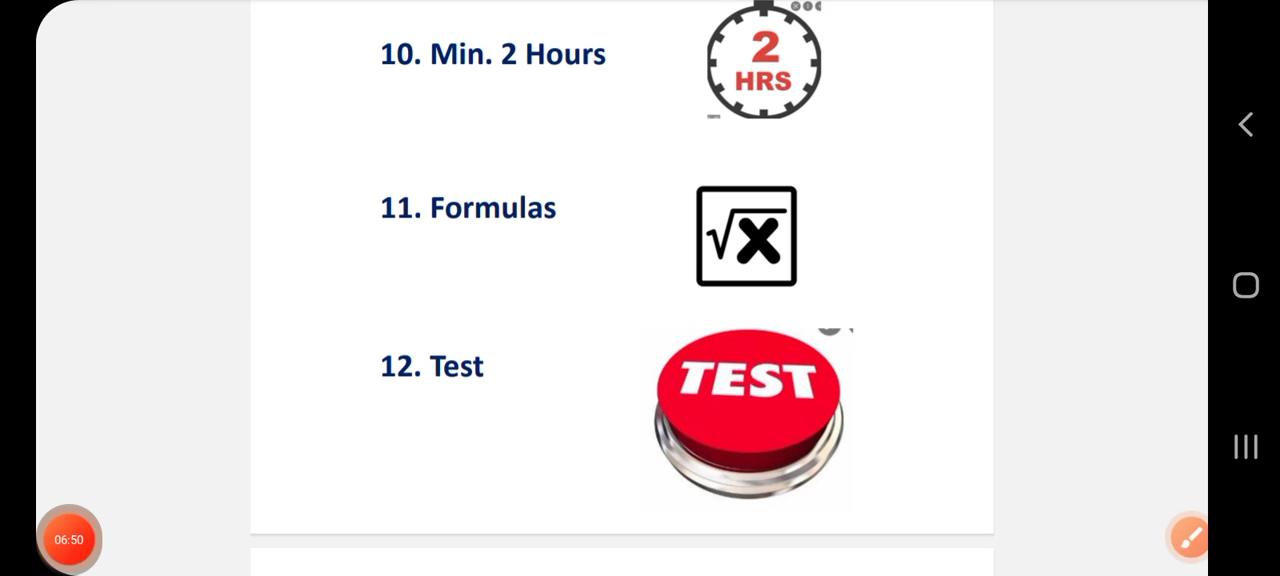 10. Min. 2 Hours
2
HRS
11. Formulas
√x
12. Test
TEST
06:50